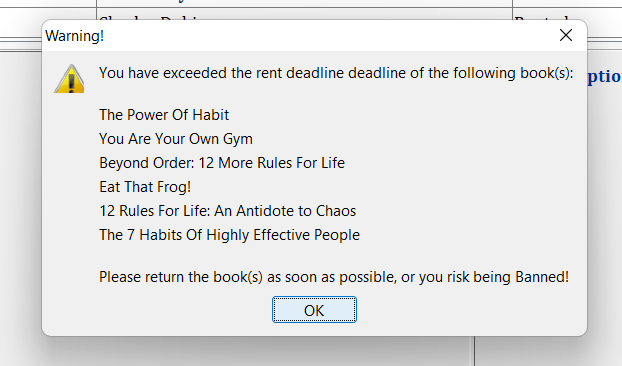 Warning!
You have exceeded the rent deadline deadline of the following book(s):
The Power Of Habit
You Are Your Own Gym
Beyond Order: 12 More Rules For Life
Eat That Frog!
12 Rules For Life: An Antidote to Chaos
The 7 Habits Of Highly Effective People
ptio
Please return the book(s) as soon as possible, or you risk being Banned!
OK